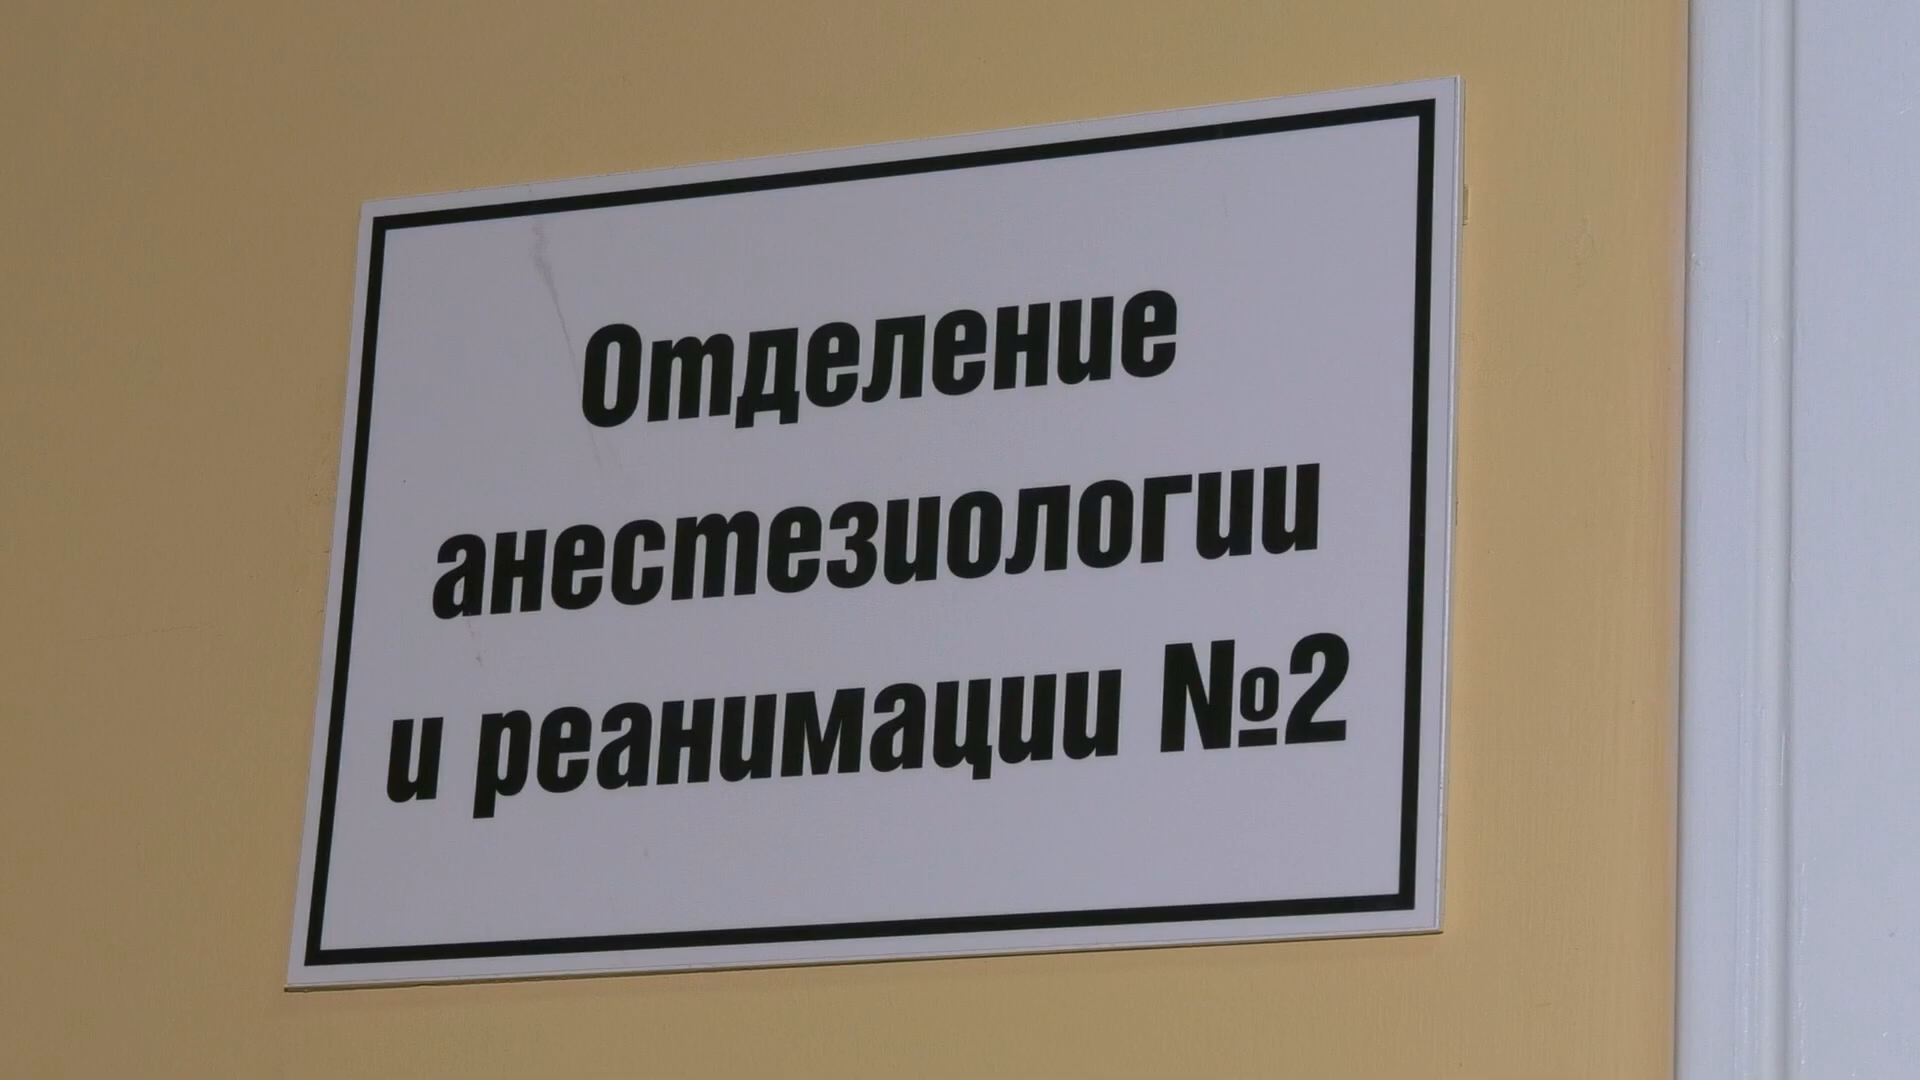 Отделение
анестезиологии
и реанимации №2